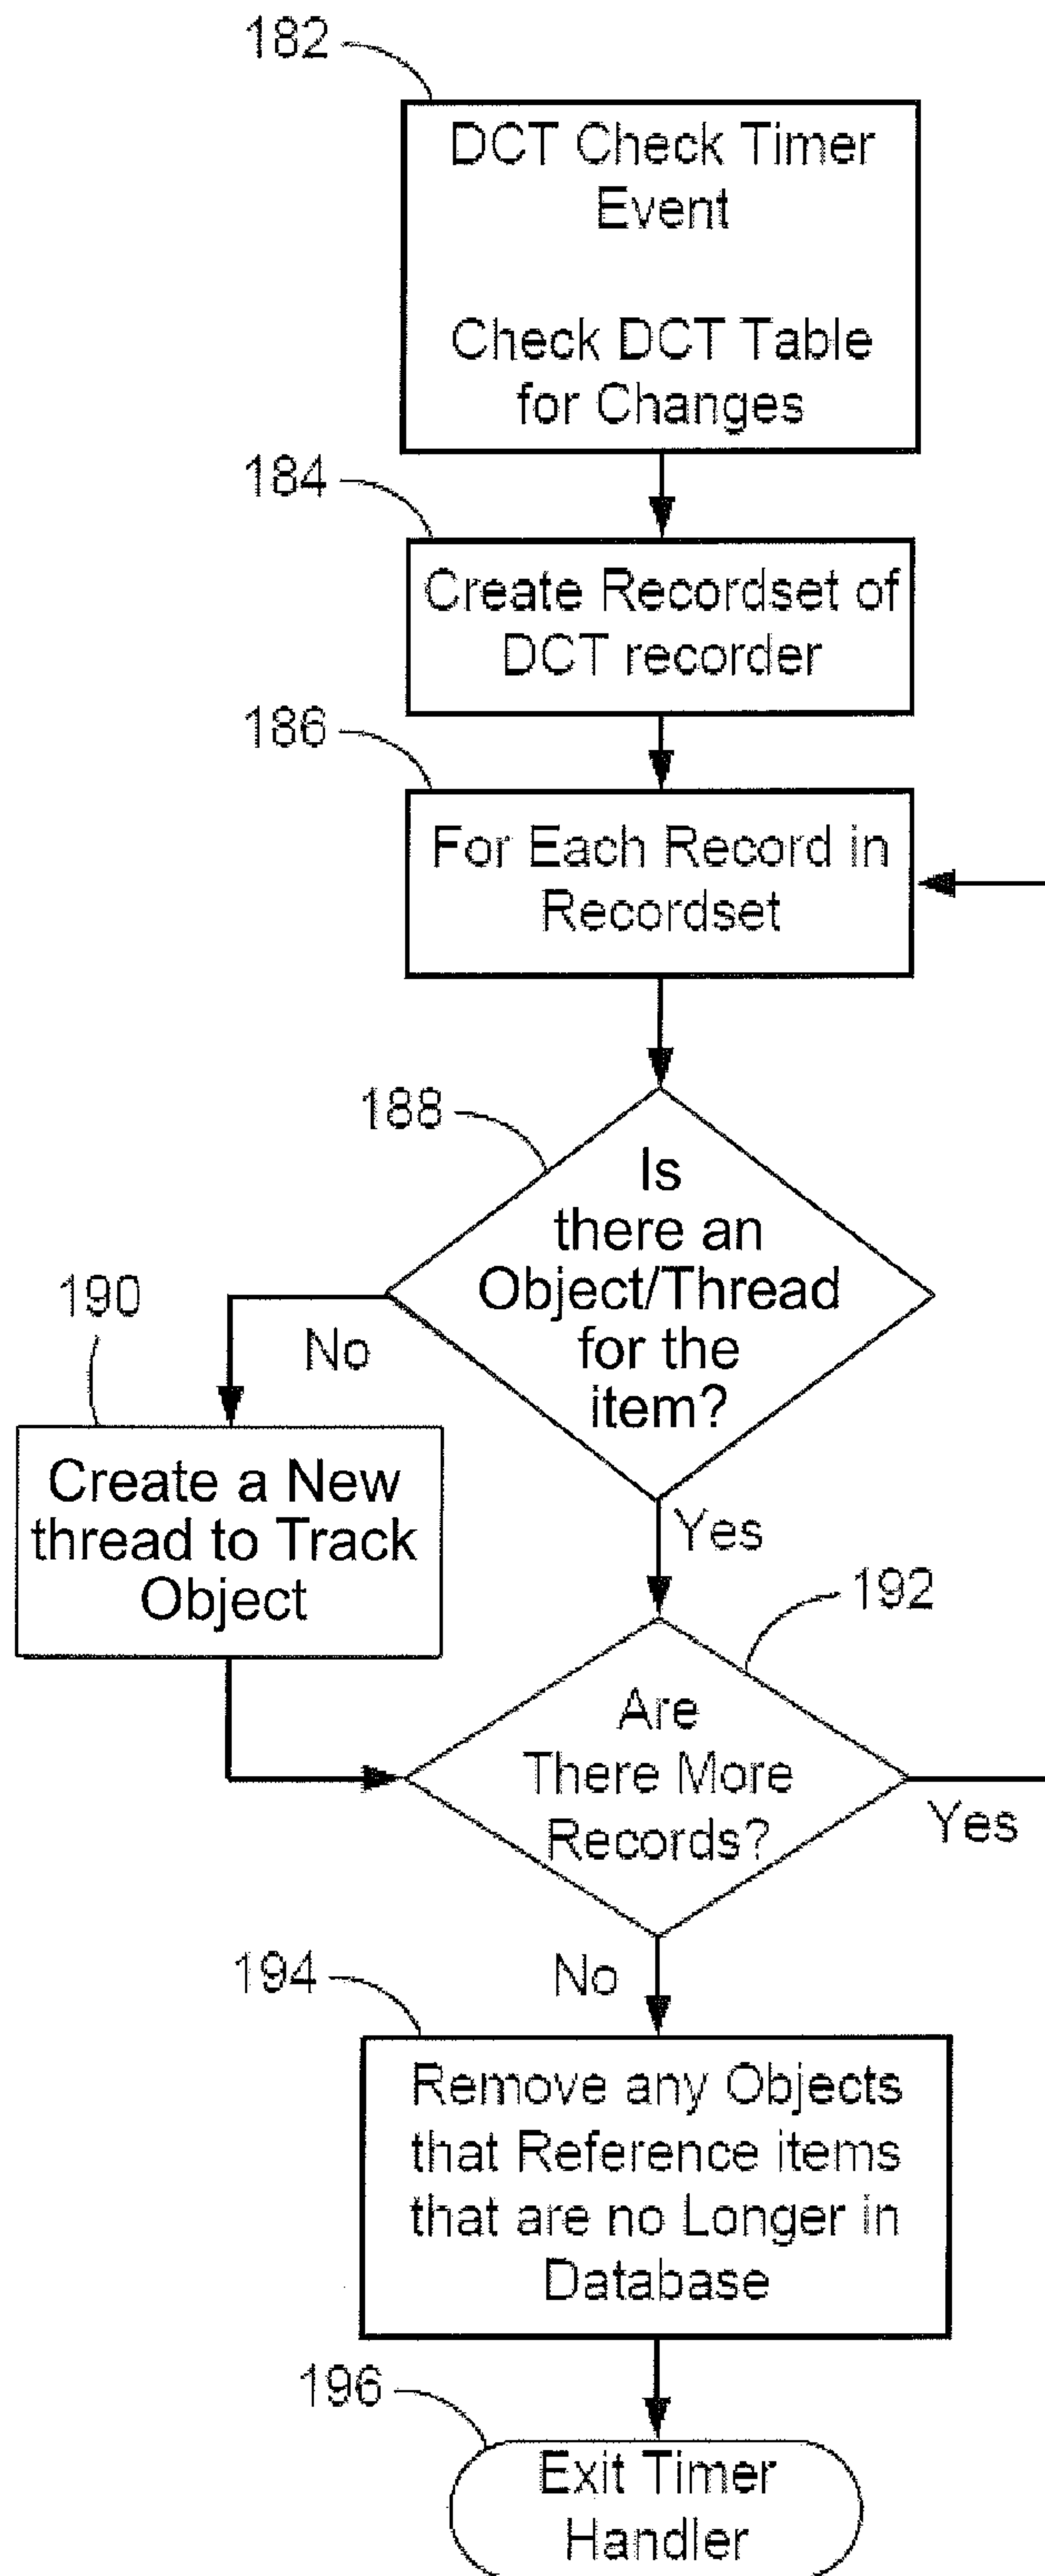 182
DCT Check Timer
Event
Check DCT Table
for Changes
184
Create Recordset of
DCT recorder
186
For Each Record in
Recordset
188
Is
there an
Object/Thread
for the
item?
190
No
Create a New
thread to Track
Object
Yes
192
Are
There More
Records?
Yes
194
No
Remove any Objects
that Reference items
that are no Longer in
Database
196
Exit Timer
Handler